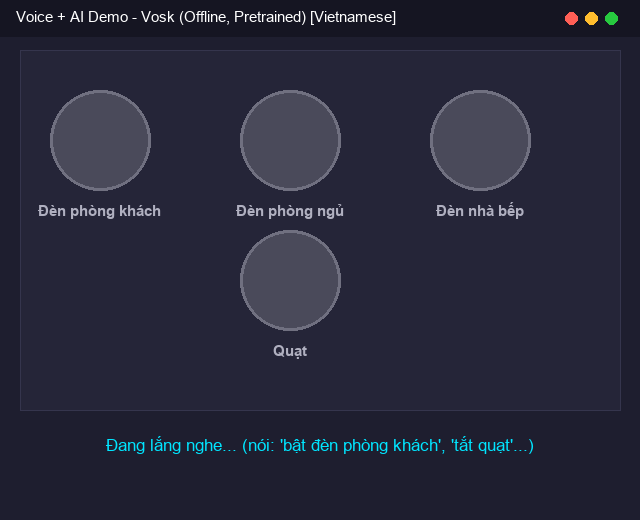 Voice + AI Demo - Vosk (Offline, Pretrained) [Vietnamese]
Đèn phòng khách
Đèn phòng ngủ
Đèn nhà bếp
Quạt
Đang lắng nghe... (nói: 'bật đèn phòng khách', 'tắt quạt'...)